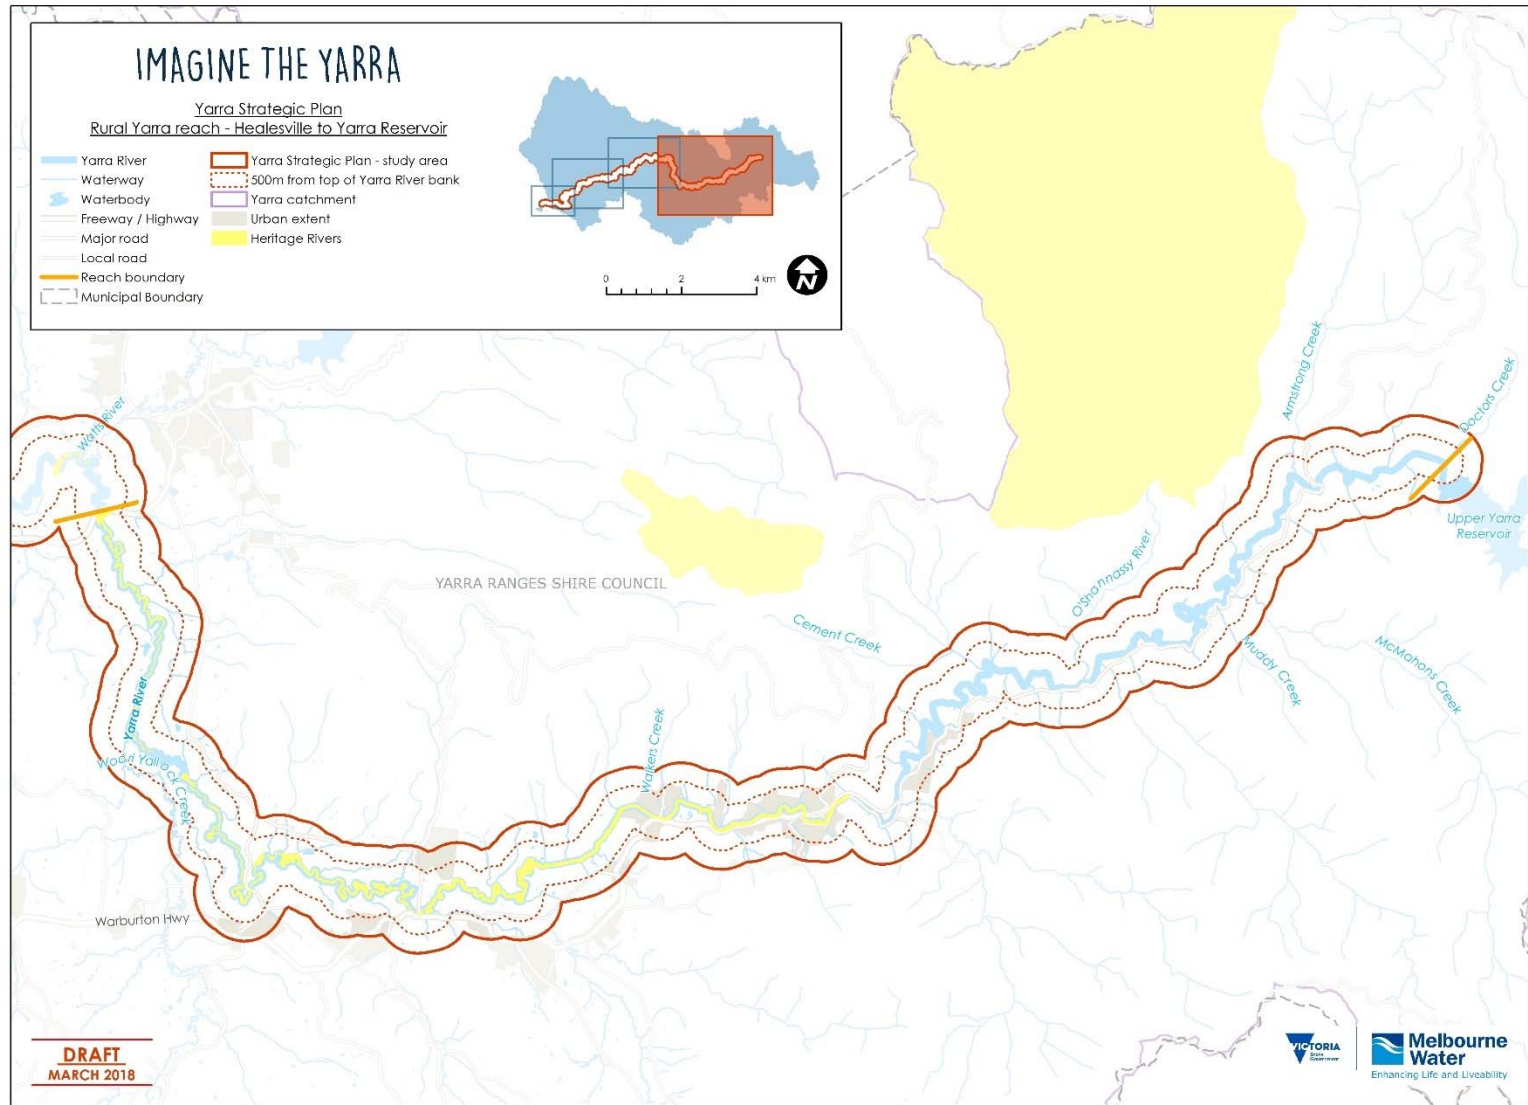 IMAGINE THE YARRA
Yarra Strategic Plan
Rural Yarra reach - Healesville to Yarra Reservoir
Yarra River
Waterway
Waterbody
Freeway / Highway
Major road
Local road
Reach boundary
Municipal Boundary
Yarra Strategic Plan - study area
500m from top of Yarra River bank
Yarra catchment
Urban extent
Heritage Rivers
0 2 4 km
N
Watts River
Armstrong Creek
Doctors Creek
Upper Yarra
Reservoir
YARRA RANGES SHIRE COUNCIL
O'Shannassy River
Cement Creek
Muddy Creek
McMahons Creek
Yarra River
Woori Yallock Creek
Walkers Creek
Warburton Hwy
DRAFT
MARCH 2018
VICTORIA
State
Government
Melbourne
Water
Enhancing Life and Liveability